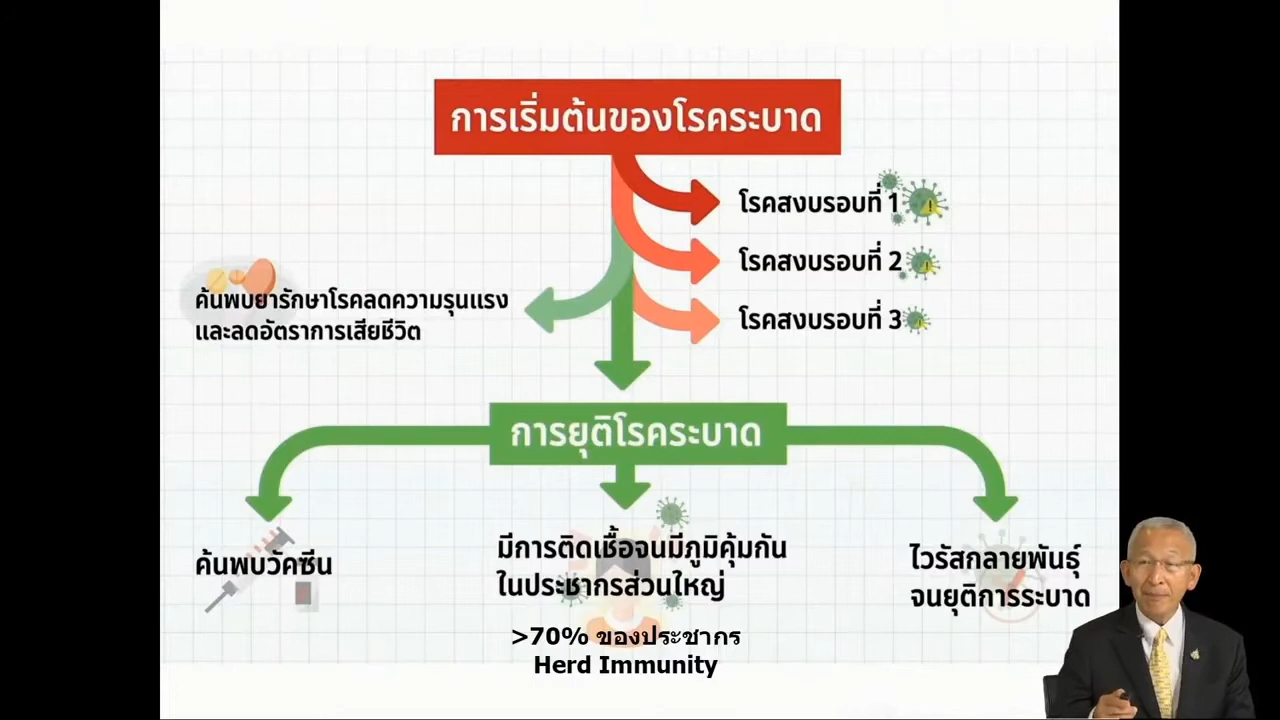 การเริ่มต้นของโรคระบาด
โรคสงบรอบที่ 1
โรคสงบรอบที่ 2
โรคสงบรอบที่ 3
ค้นพบยารักษาโรคลดความรุนแรง
และลดอัตราการเสียชีวิต
การยุติโรคระบาด
ค้นพบวัคซีน
มีการติดเชื้อจนมีภูมิคุ้มกัน
ในประชากรส่วนใหญ่
>70% ของประชากร
Herd Immunity
ไวรัสกลายพันธุ์
จนยุติการระบาด